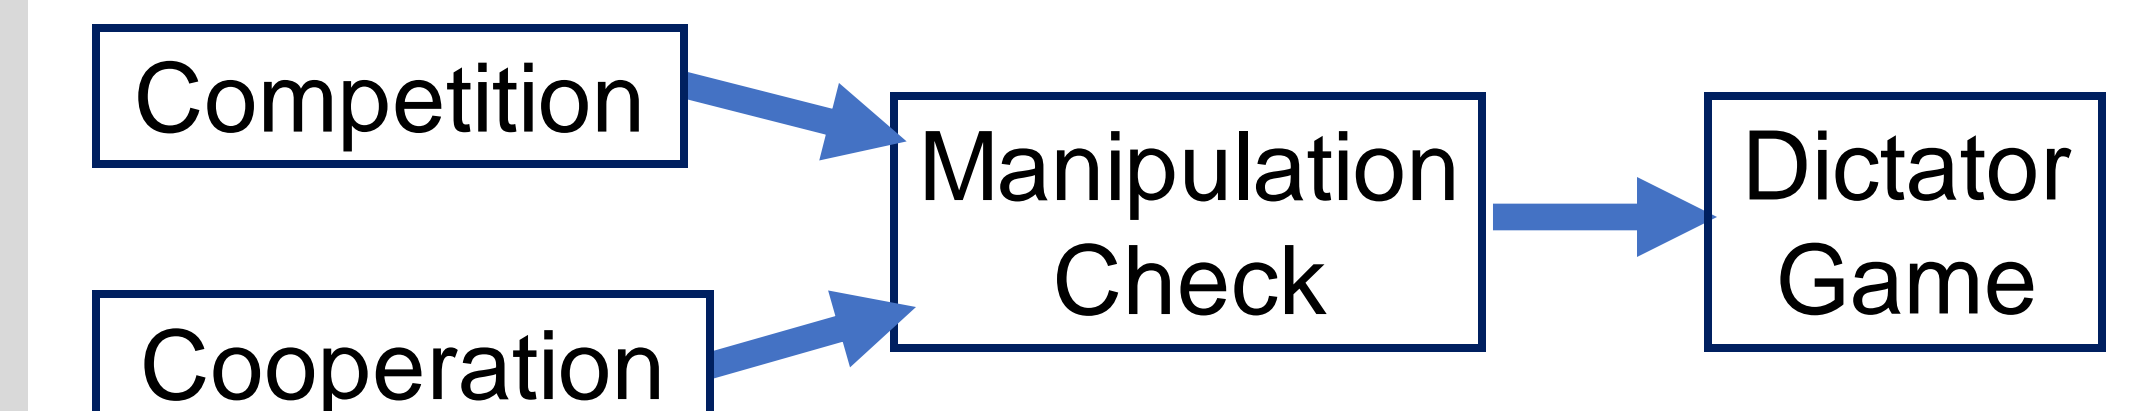 Competition
Manipulation
Check
Dictator
Game
Cooperation